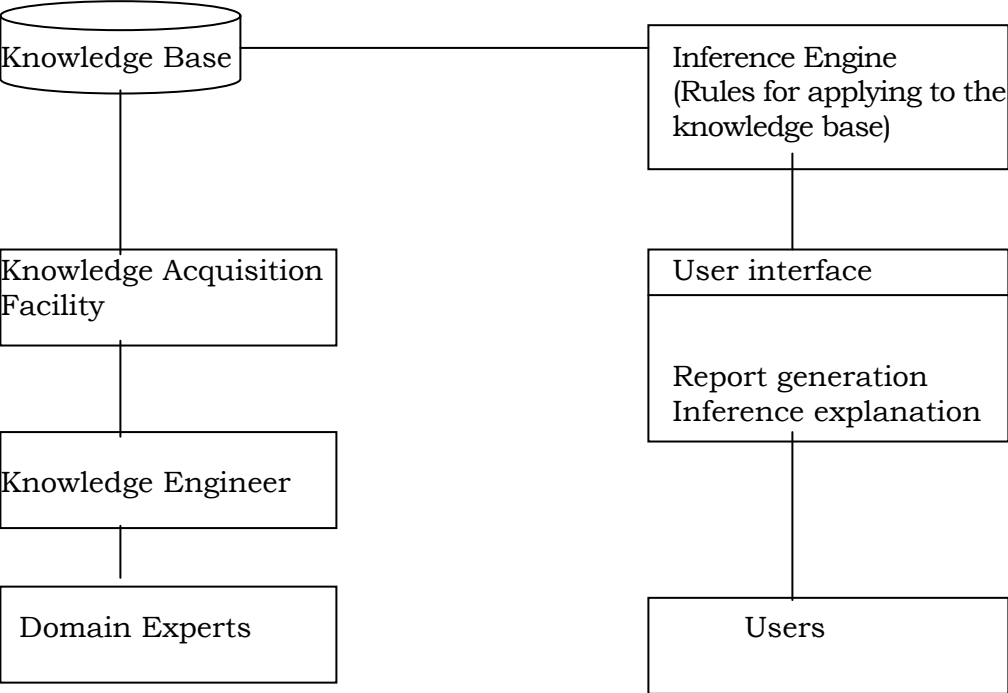 Knowledge Base
Inference Engine
(Rules for applying to the
knowledge base)
Knowledge Acquisition
Facility
User interface
Report generation
Inference explanation
Knowledge Engineer
Domain Experts
Users